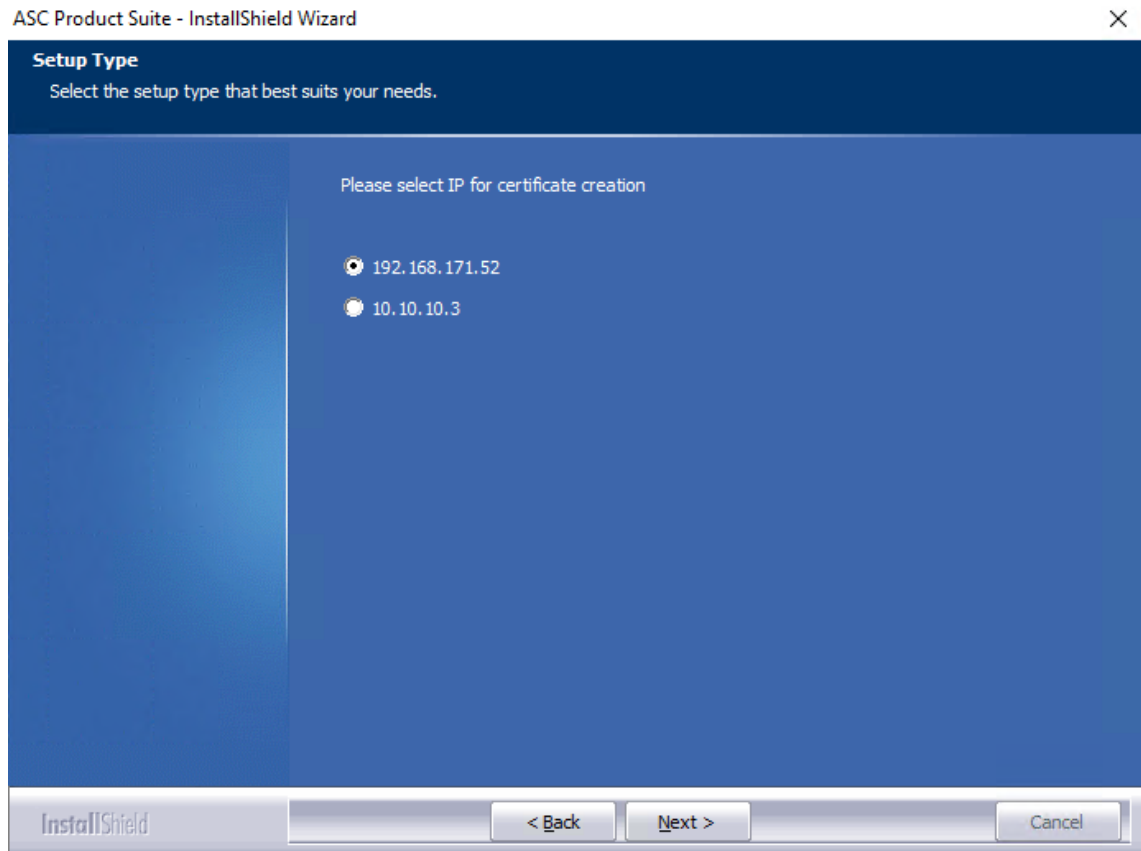 ASC Product Suite - InstallShield Wizard
Setup Type
Select the setup type that best suits your needs.
Please select IP for certificate creation
192.168.171.52
10.10.10.3
InstallShield
< Back
Next >
Cancel